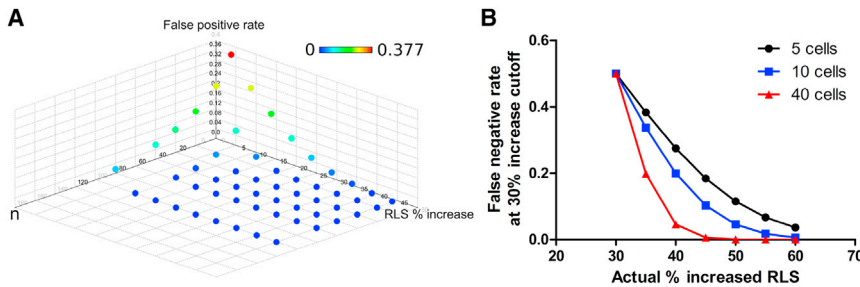 A
False positive rate
0 0.377
0.36
0.32
0.28
0.24
0.20
0.16
0.12
0.08
0.04
0
5
10
15
20
25
30
35
40
45
20
40
60
80
120
n
RLS % increase
B
False negative rate
at 30% increase cutoff
0.6
0.4
0.2
0.0
20 30 40 50 60 70
Actual % increased RLS
5 cells
10 cells
40 cells